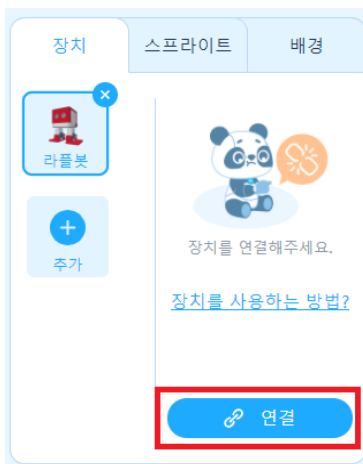 장치
스프라이트
배경
라플봇
추가
장치를 연결해주세요.
장치를 사용하는 방법?
연결